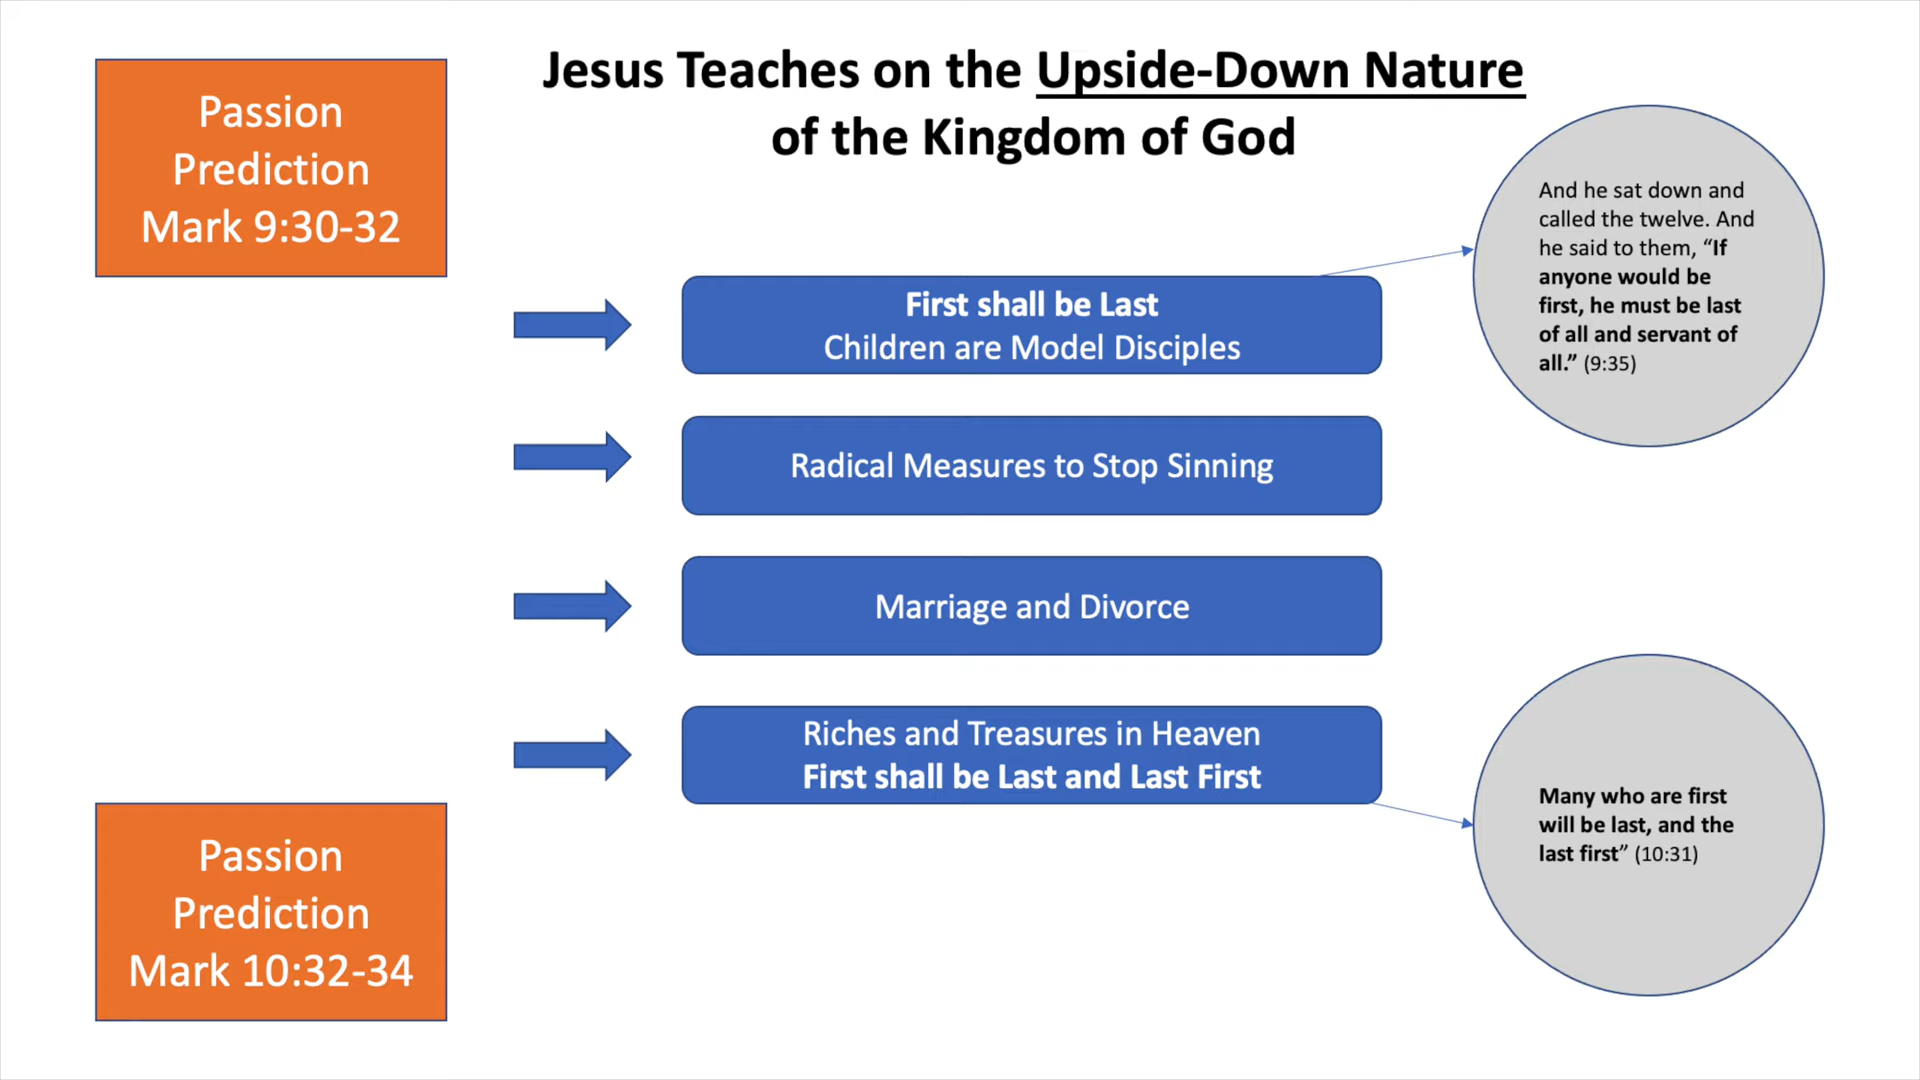 Jesus Teaches on the Upside-Down Nature
of the Kingdom of God
Passion
Prediction
Mark 9:30-32
First shall be Last
Children are Model Disciples
And he sat down and
called the twelve. And
he said to them, “If
anyone would be
first, he must be last
of all and servant of
all.” (9:35)
Radical Measures to Stop Sinning
Marriage and Divorce
Riches and Treasures in Heaven
First shall be Last and Last First
Many who are first
will be last, and the
last first” (10:31)
Passion
Prediction
Mark 10:32-34